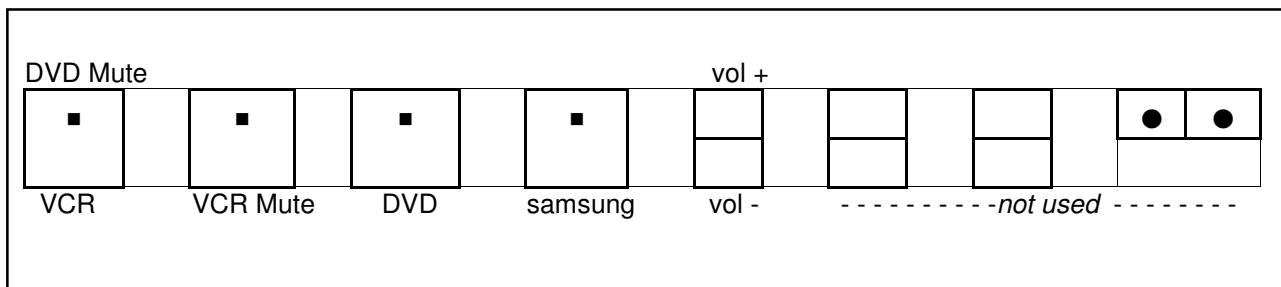 DVD Mute vol +
VCR VCR Mute DVD samsung vol - - - - - - - - - - - -not used - - - - - - - -